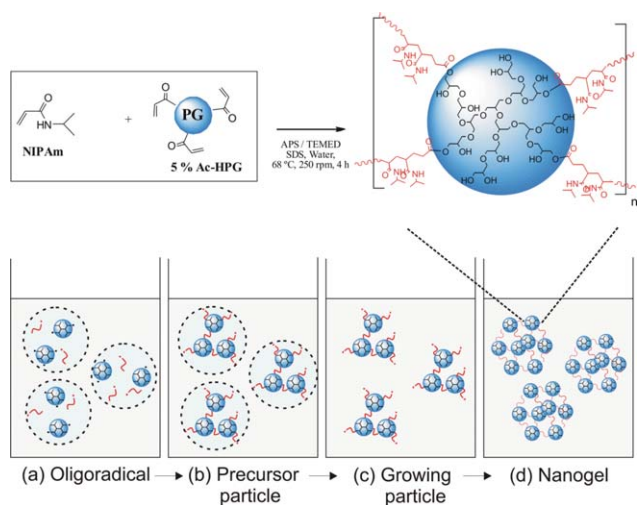 NIPAm
+
PG
5 % Ac-HPG
APS / TEMED
SDS, Water,
68 °C, 250 rpm, 4 h
n
(a) Oligoradical
(b) Precursor
particle
(c) Growing
particle
(d) Nanogel